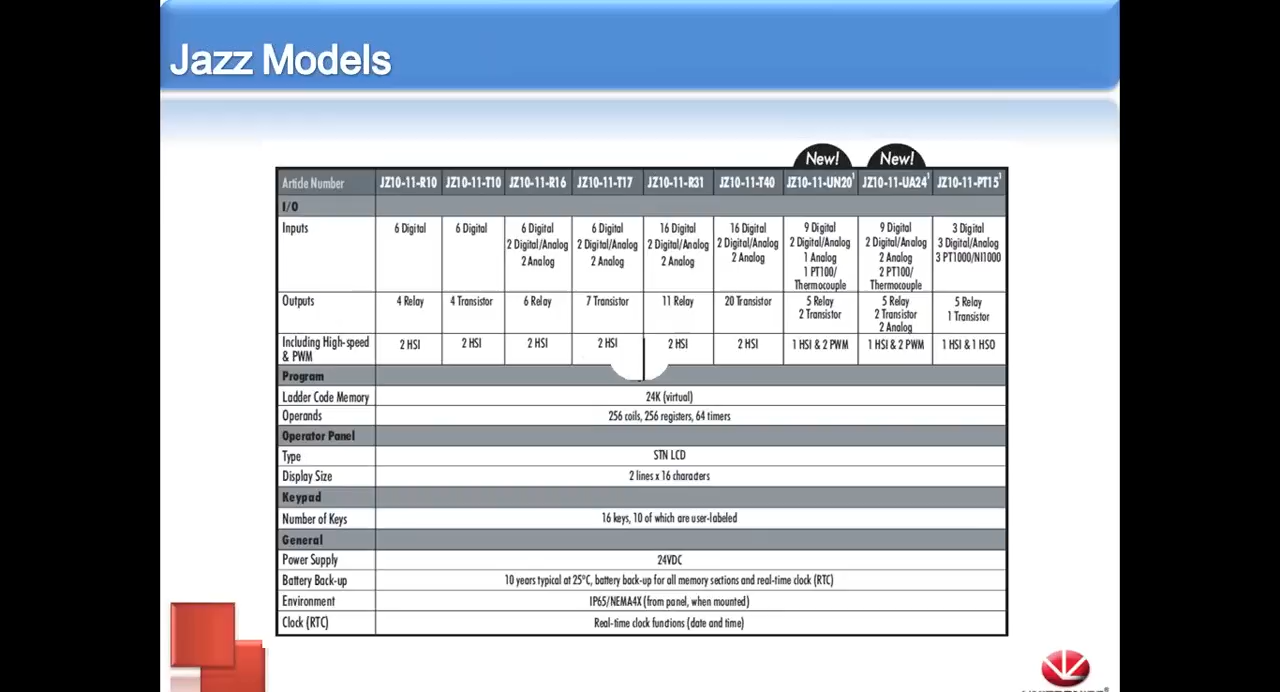 Jazz Models
New! New!
Article Number JZ10-11-R10 JZ10-11-T10 JZ10-11-R16 JZ10-11-T17 JZ10-11-R31 JZ10-11-T40 JZ10-11-UN20¹ JZ10-11-UA24¹ JZ10-11-PT15¹
I/O
Inputs 6 Digital 6 Digital 6 Digital 6 Digital 16 Digital 16 Digital 9 Digital 9 Digital 3 Digital
2 Digital/Analog 2 Digital/Analog 2 Digital/Analog 2 Digital/Analog 2 Digital/Analog 2 Digital/Analog 3 Digital/Analog
2 Analog 2 Analog 2 Analog 2 Analog 1 Analog 2 Analog 3 PT1000/NI1000
1 PT100/ 2 PT100/
Thermocouple Thermocouple
Outputs 4 Relay 4 Transistor 6 Relay 7 Transistor 11 Relay 20 Transistor 5 Relay 5 Relay 5 Relay
2 Transistor 2 Transistor 1 Transistor
2 Analog
Including High-speed 2 HSI 2 HSI 2 HSI 2 HSI 2 HSI 2 HSI 1 HSI & 2 PWM 1 HSI & 2 PWM 1 HSI & 1 HSO
& PWM
Program
Ladder Code Memory 24K (virtual)
Operands 256 coils, 256 registers, 64 timers
Operator Panel
Type STN LCD
Display Size 2 lines x 16 characters
Keypad
Number of Keys 16 keys, 10 of which are user-labeled
General
Power Supply 24VDC
Battery Back-up 10 years typical at 25°C, battery back-up for all memory sections and real-time clock (RTC)
Environment IP65/NEMA4X (from panel, when mounted)
Clock (RTC) Real-time clock functions (date and time)